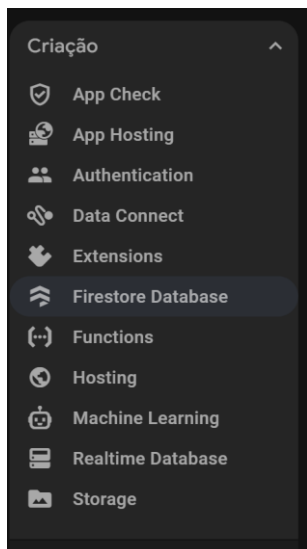 Criação
App Check
App Hosting
Authentication
Data Connect
Extensions
Firestore Database
Functions
Hosting
Machine Learning
Realtime Database
Storage